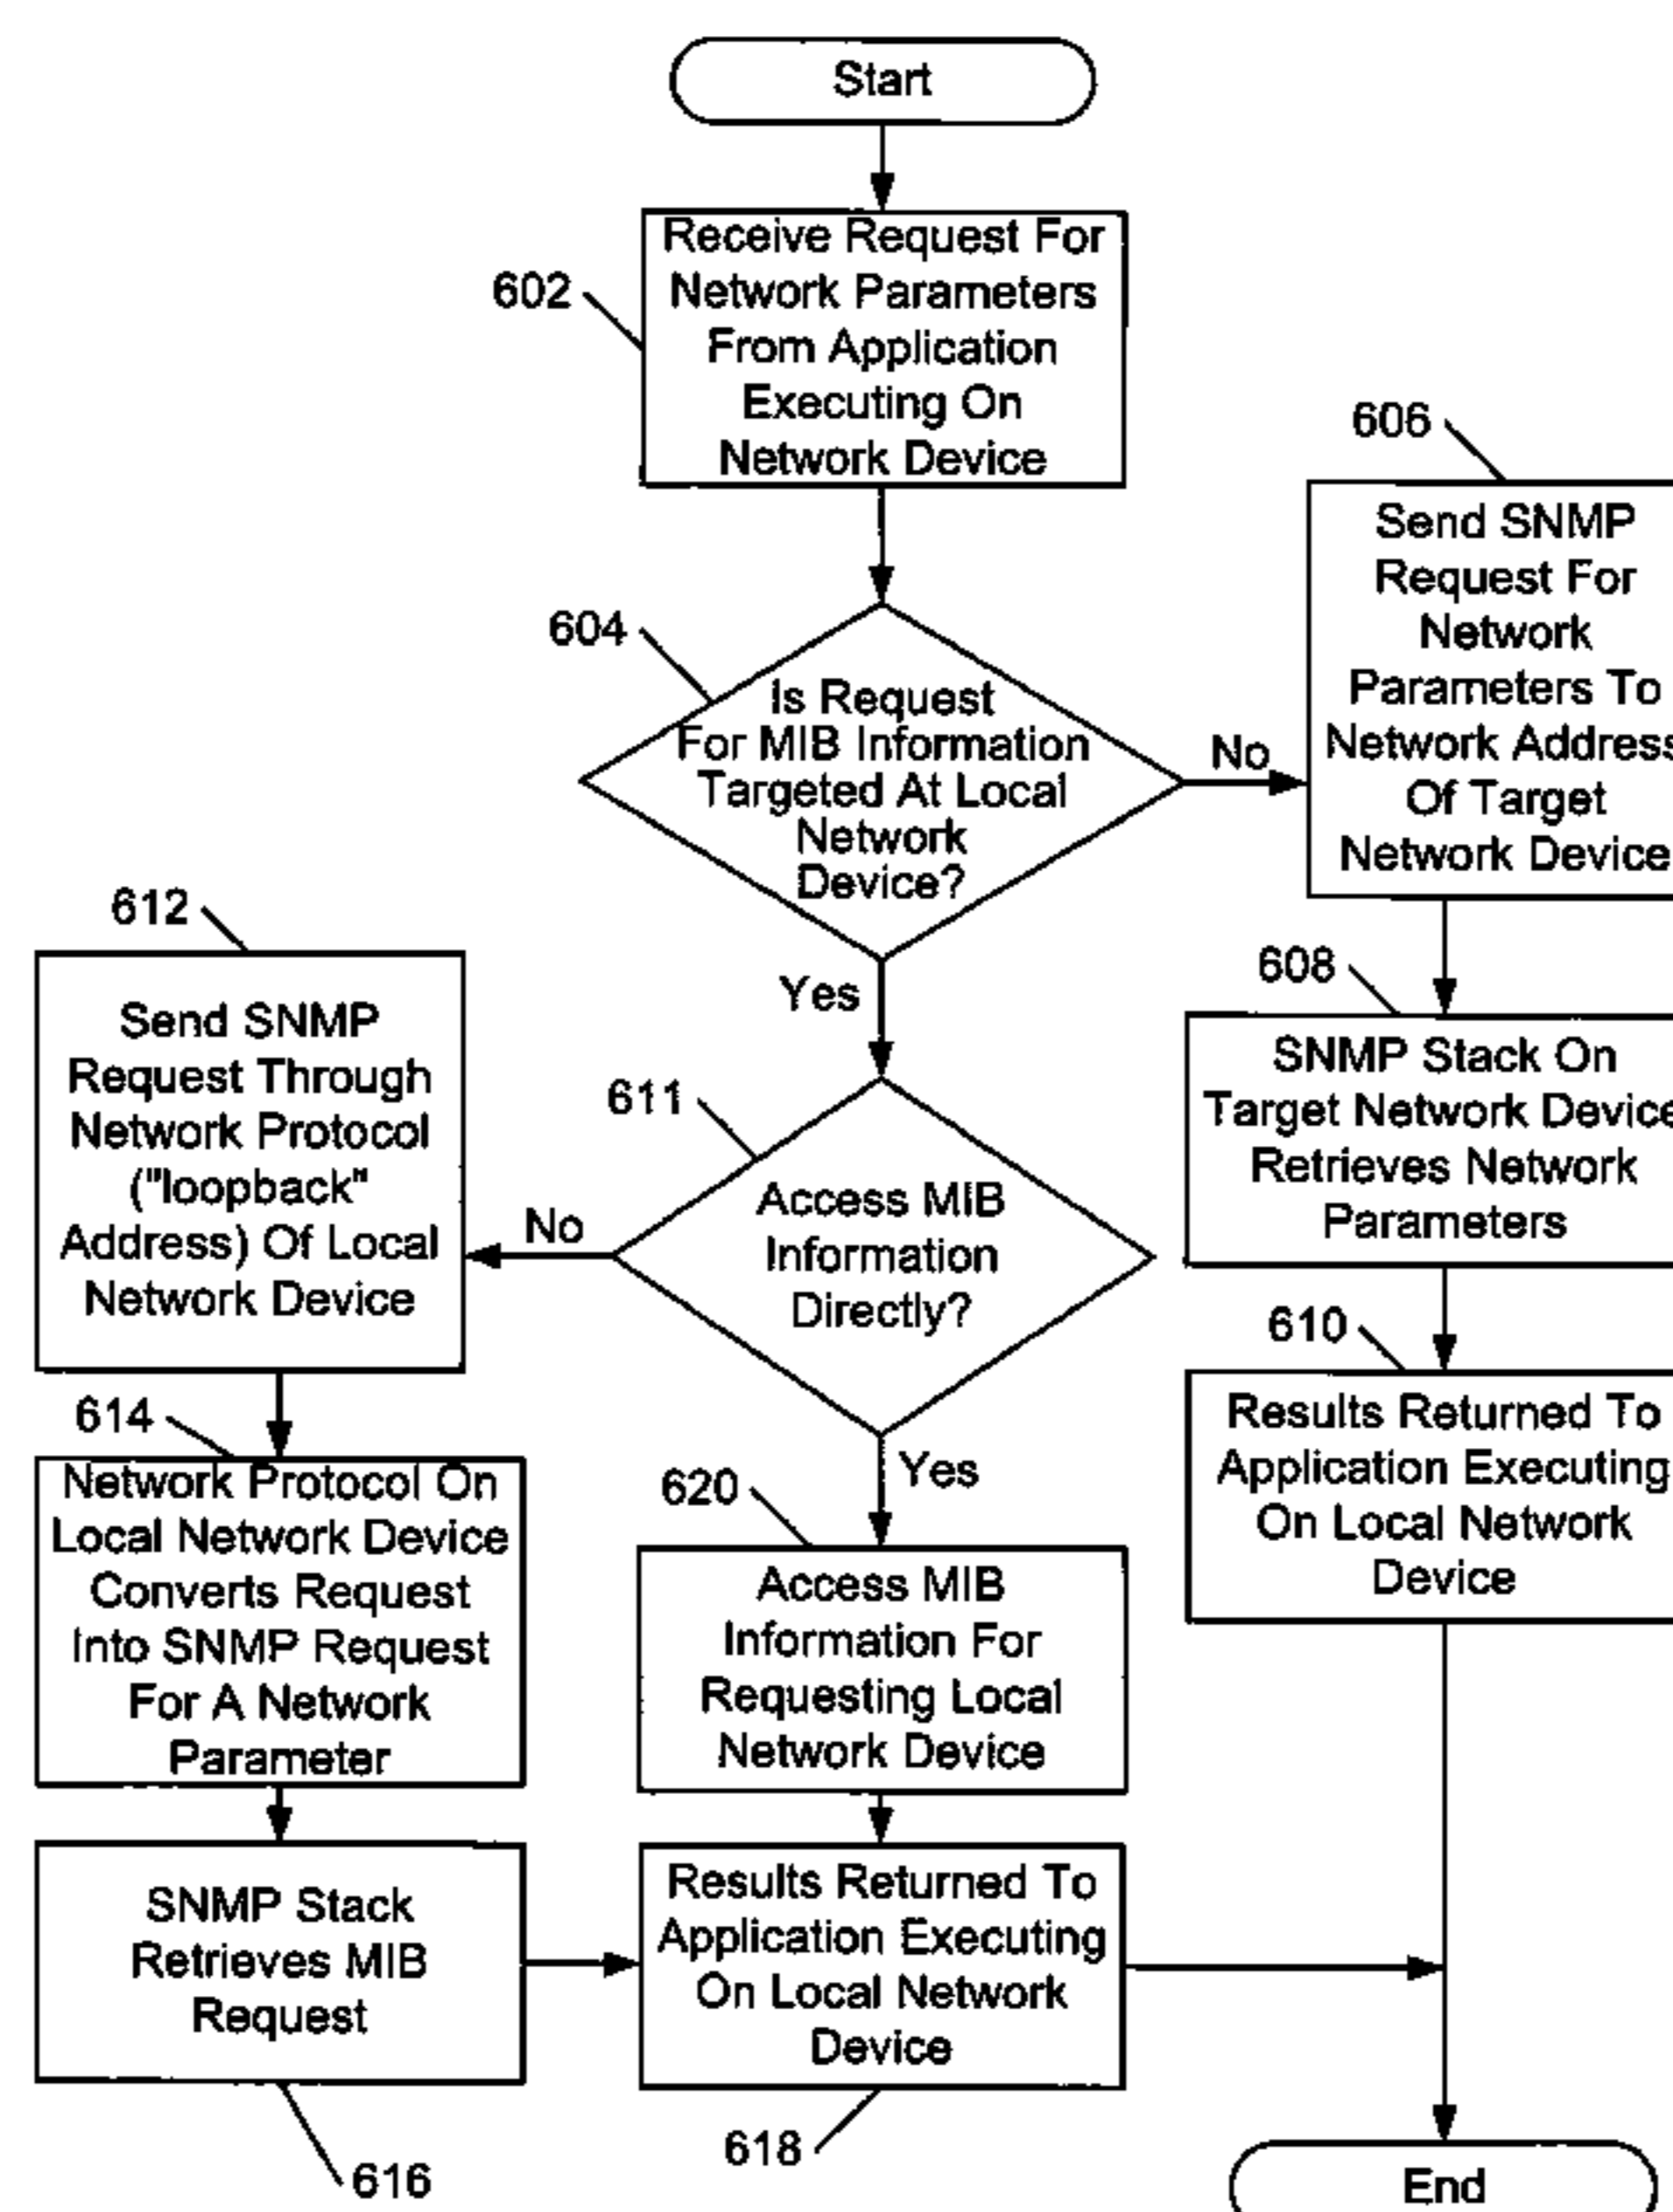 Start
602
Receive Request For
Network Parameters
From Application
Executing On
Network Device
604
Is Request
For MIB Information
Targeted At Local
Network
Device?
No
Yes
606
Send SNMP
Request For
Network
Parameters To
Network Address
Of Target
Network Device
608
SNMP Stack On
Target Network Device
Retrieves Network
Parameters
610
Results Returned To
Application Executing
On Local Network
Device
611
Access MIB
Information
Directly?
No
Yes
612
Send SNMP
Request Through
Network Protocol
("loopback"
Address) Of Local
Network Device
614
Network Protocol On
Local Network Device
Converts Request
Into SNMP Request
For A Network
Parameter
SNMP Stack
Retrieves MIB
Request
616
620
Access MIB
Information For
Requesting Local
Network Device
Results Returned To
Application Executing
On Local Network
Device
618
End